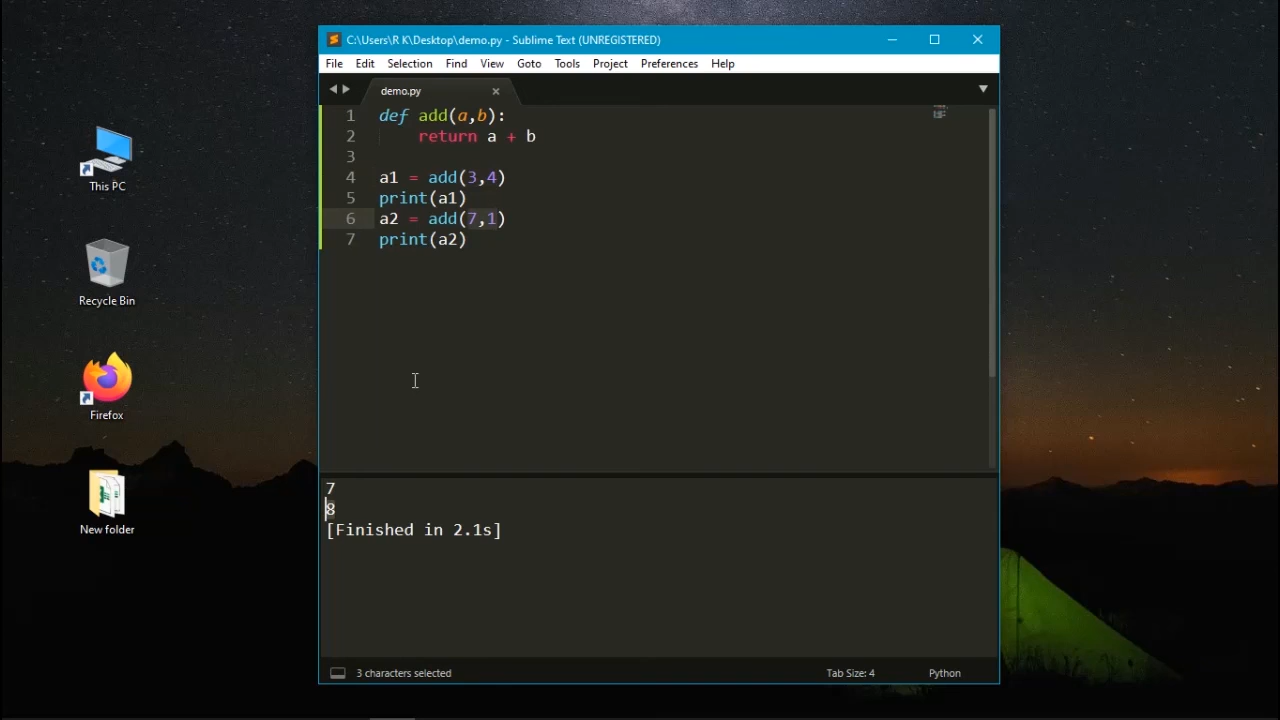 C:\Users\R K\Desktop\demo.py - Sublime Text (UNREGISTERED)
File Edit Selection Find View Goto Tools Project Preferences Help
demo.py
1 def add(a,b):
2     return a + b
3
4 a1 = add(3,4)
5 print(a1)
6 a2 = add(7,1)
7 print(a2)
7
8
[Finished in 2.1s]
3 characters selected Tab Size: 4 Python
This PC
Recycle Bin
Firefox
New folder